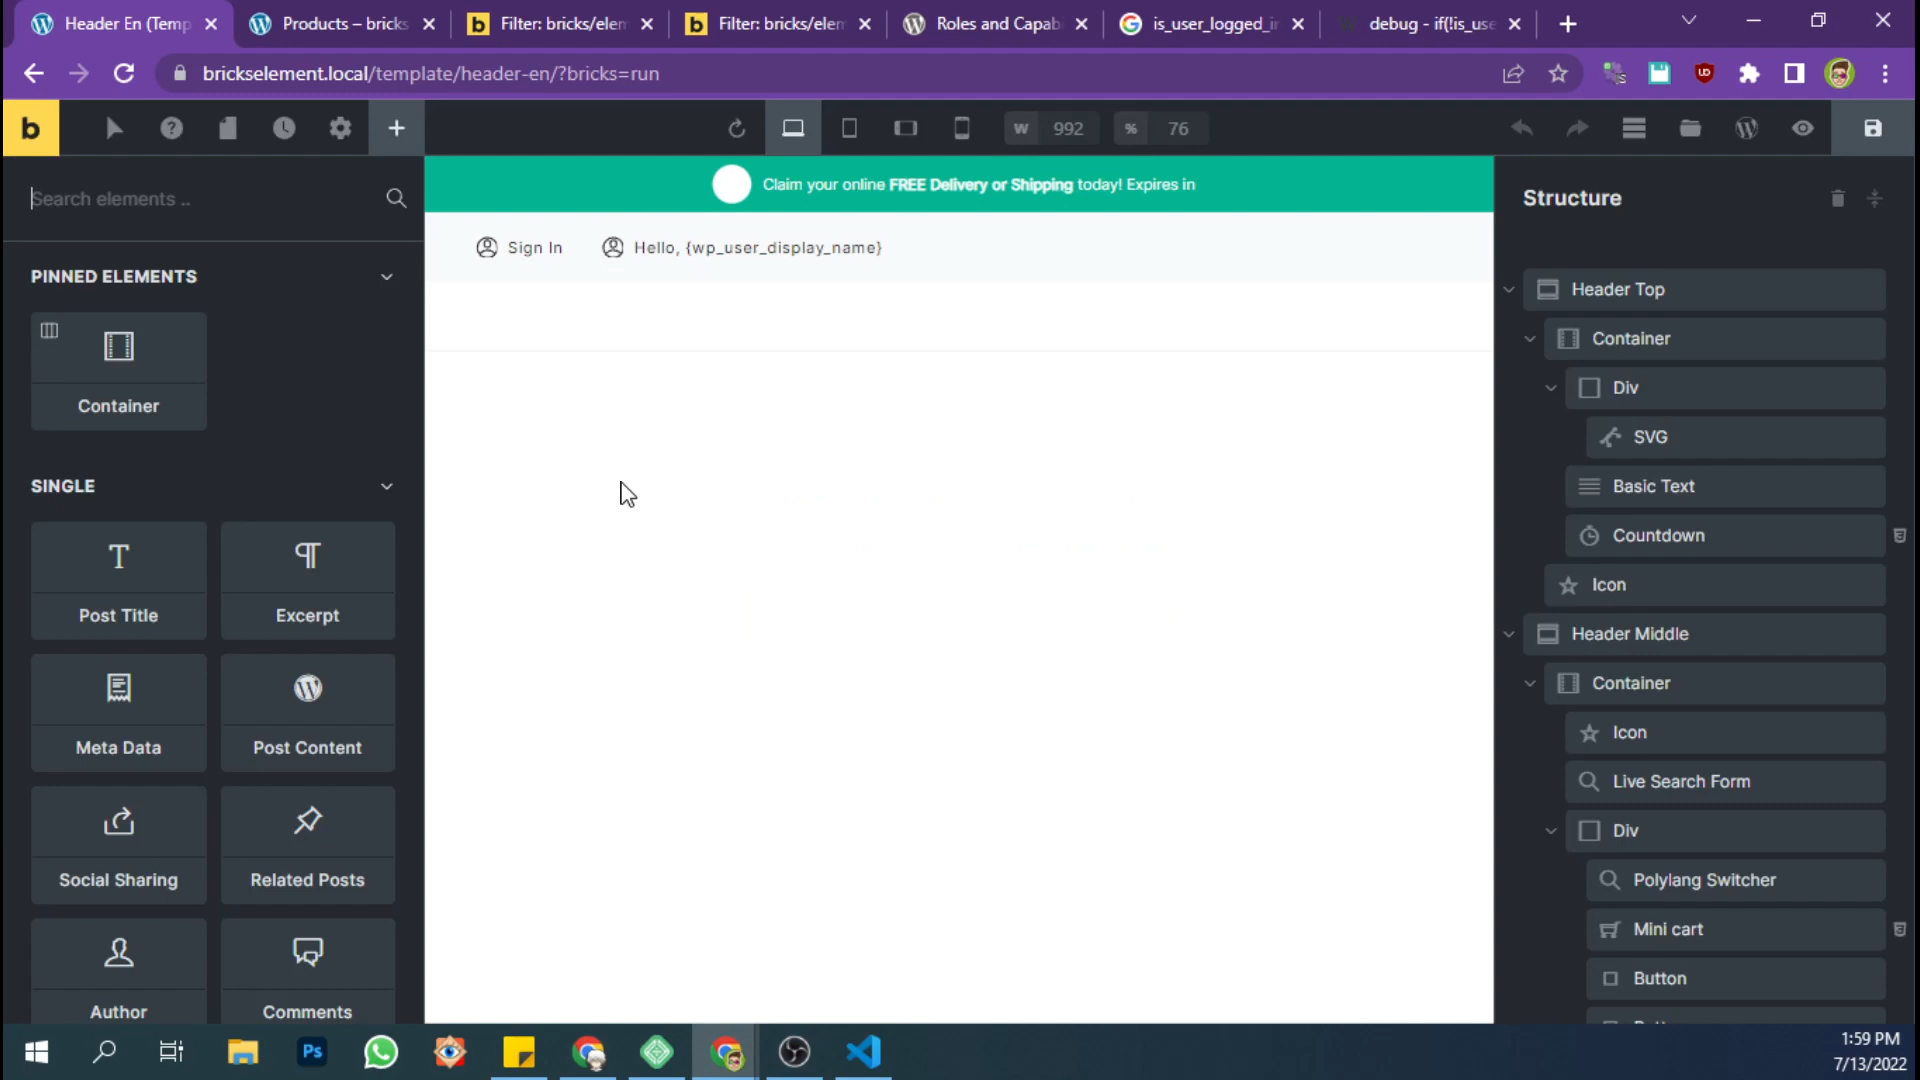 Header En (Temp
Products – bricks
Filter: bricks/elem
Filter: bricks/elem
Roles and Capab
is_user_logged_i
debug - if(!is_use
brickselement.local/template/header-en/?bricks=run
b
W 992
% 76
Search elements ..
PINNED ELEMENTS
Container
SINGLE
Post Title
Excerpt
Meta Data
Post Content
Social Sharing
Related Posts
Author
Comments
Claim your online FREE Delivery or Shipping today! Expires in
Sign In
Hello, {wp_user_display_name}
Structure
Header Top
Container
Div
SVG
Basic Text
Countdown
Icon
Header Middle
Container
Icon
Live Search Form
Div
Polylang Switcher
Mini cart
Button
Ps
1:59 PM
7/13/2022